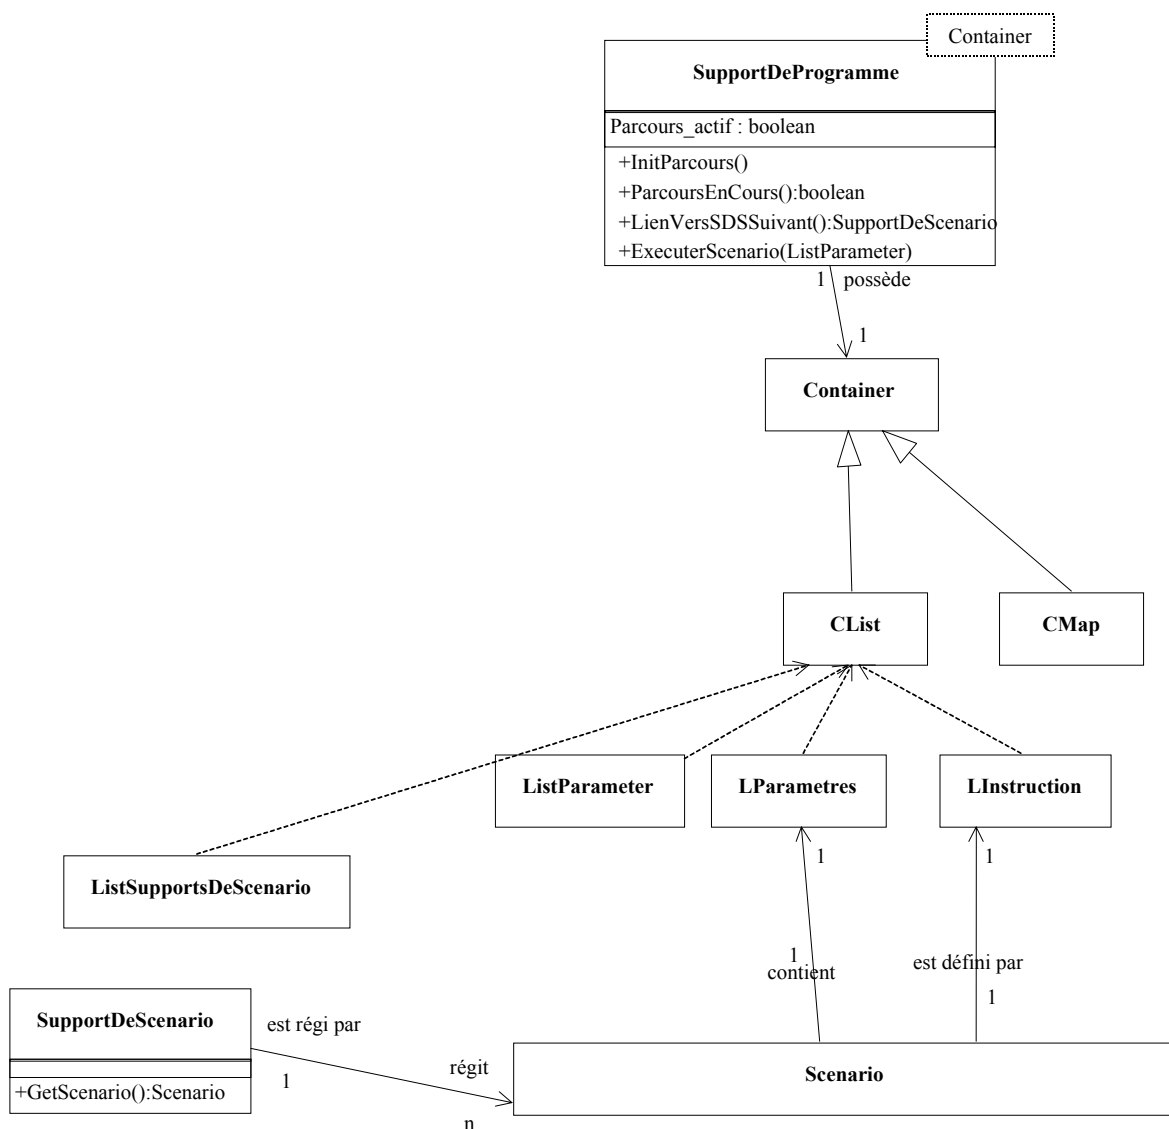 Container
SupportDeProgramme
Parcours_actif : boolean
+InitParcours()
+ParcoursEnCours():boolean
+LienVersSDSSuivant():SupportDeScenario
+ExecuterScenario(ListParameter)
1 possède
1
Container
CList
CMap
ListParameter
LParametres
LInstruction
1
1
ListSupportsDeScenario
1
contient
est défini par
1
SupportDeScenario
+GetScenario():Scenario
est régi par
1
régit
n
Scenario